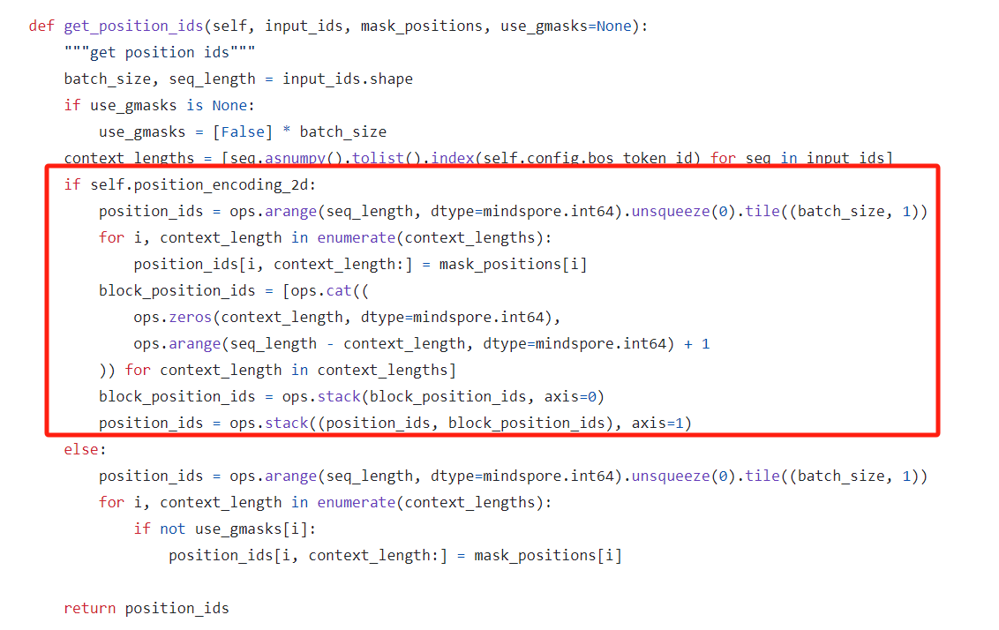 def get_position_ids(self, input_ids, mask_positions, use_gmasks=None):
    """get position ids"""
    batch_size, seq_length = input_ids.shape
    if use_gmasks is None:
        use_gmasks = [False] * batch_size
    context_lengths = [seq.asnumpy().tolist().index(self.config.bos_token_id) for seq in input_ids]
    if self.position_encoding_2d:
        position_ids = ops.arange(seq_length, dtype=mindspore.int64).unsqueeze(0).tile((batch_size, 1))
        for i, context_length in enumerate(context_lengths):
            position_ids[i, context_length:] = mask_positions[i]
        block_position_ids = [ops.cat((
            ops.zeros(context_length, dtype=mindspore.int64),
            ops.arange(seq_length - context_length, dtype=mindspore.int64) + 1
        )) for context_length in context_lengths]
        block_position_ids = ops.stack(block_position_ids, axis=0)
        position_ids = ops.stack((position_ids, block_position_ids), axis=1)
    else:
        position_ids = ops.arange(seq_length, dtype=mindspore.int64).unsqueeze(0).tile((batch_size, 1))
        for i, context_length in enumerate(context_lengths):
            if not use_gmasks[i]:
                position_ids[i, context_length:] = mask_positions[i]
    return position_ids